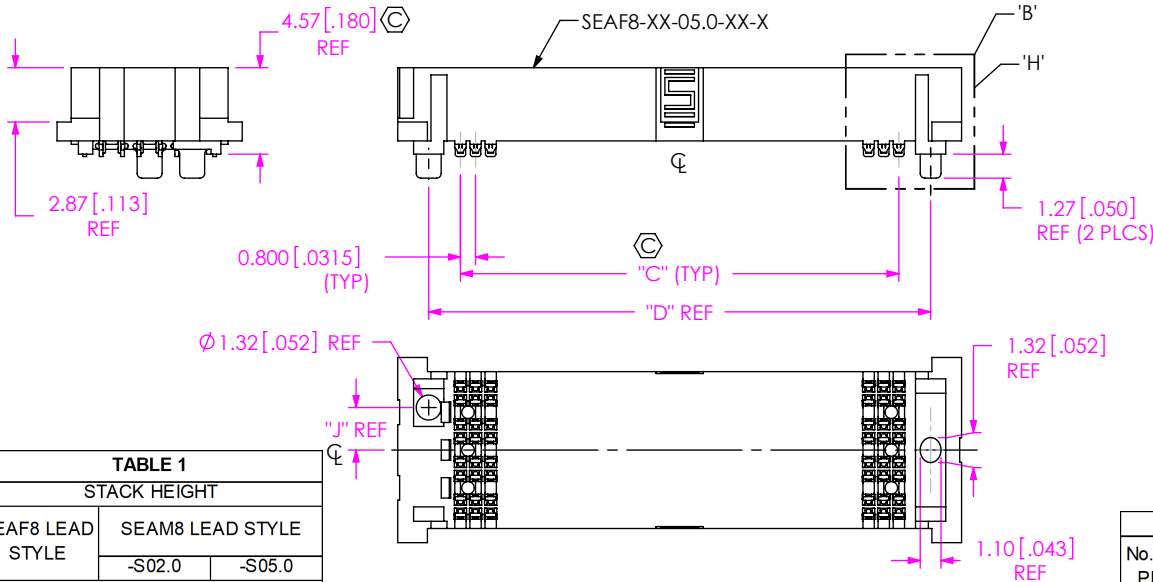 4.57[.180] C
REF
SEAF8-XX-05.0-XX-X
'B'
'H'
2.87[.113]
REF
1.27[.050]
REF (2 PLCS)
0.800[.0315]
(TYP)
C
"C" (TYP)
"D" REF
Ø1.32[.052] REF
1.32[.052]
REF
"J" REF
1.10[.043]
REF
TABLE 1
STACK HEIGHT
EAF8 LEAD
STYLE
SEAM8 LEAD STYLE
-S02.0
-S05.0
No.